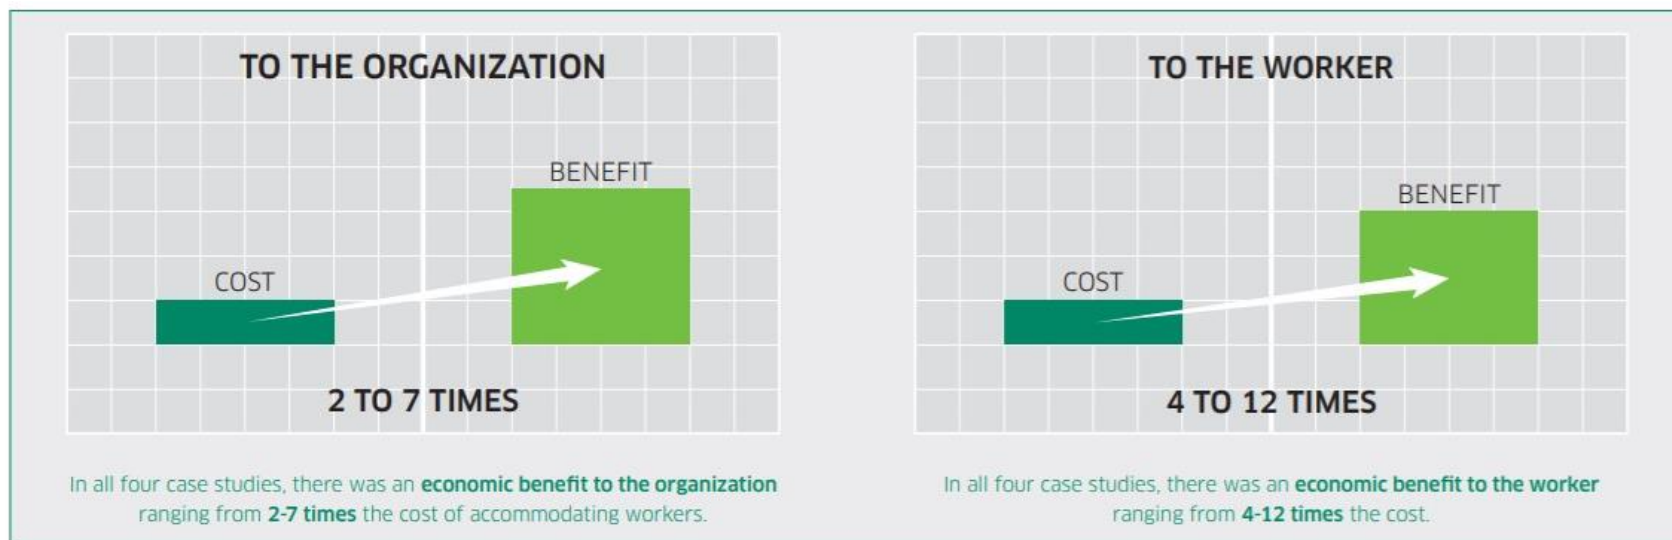 TO THE ORGANIZATION
BENEFIT
COST
2 TO 7 TIMES
In all four case studies, there was an economic benefit to the organization
ranging from 2-7 times the cost of accommodating workers.
TO THE WORKER
BENEFIT
COST
4 TO 12 TIMES
In all four case studies, there was an economic benefit to the worker
ranging from 4-12 times the cost.